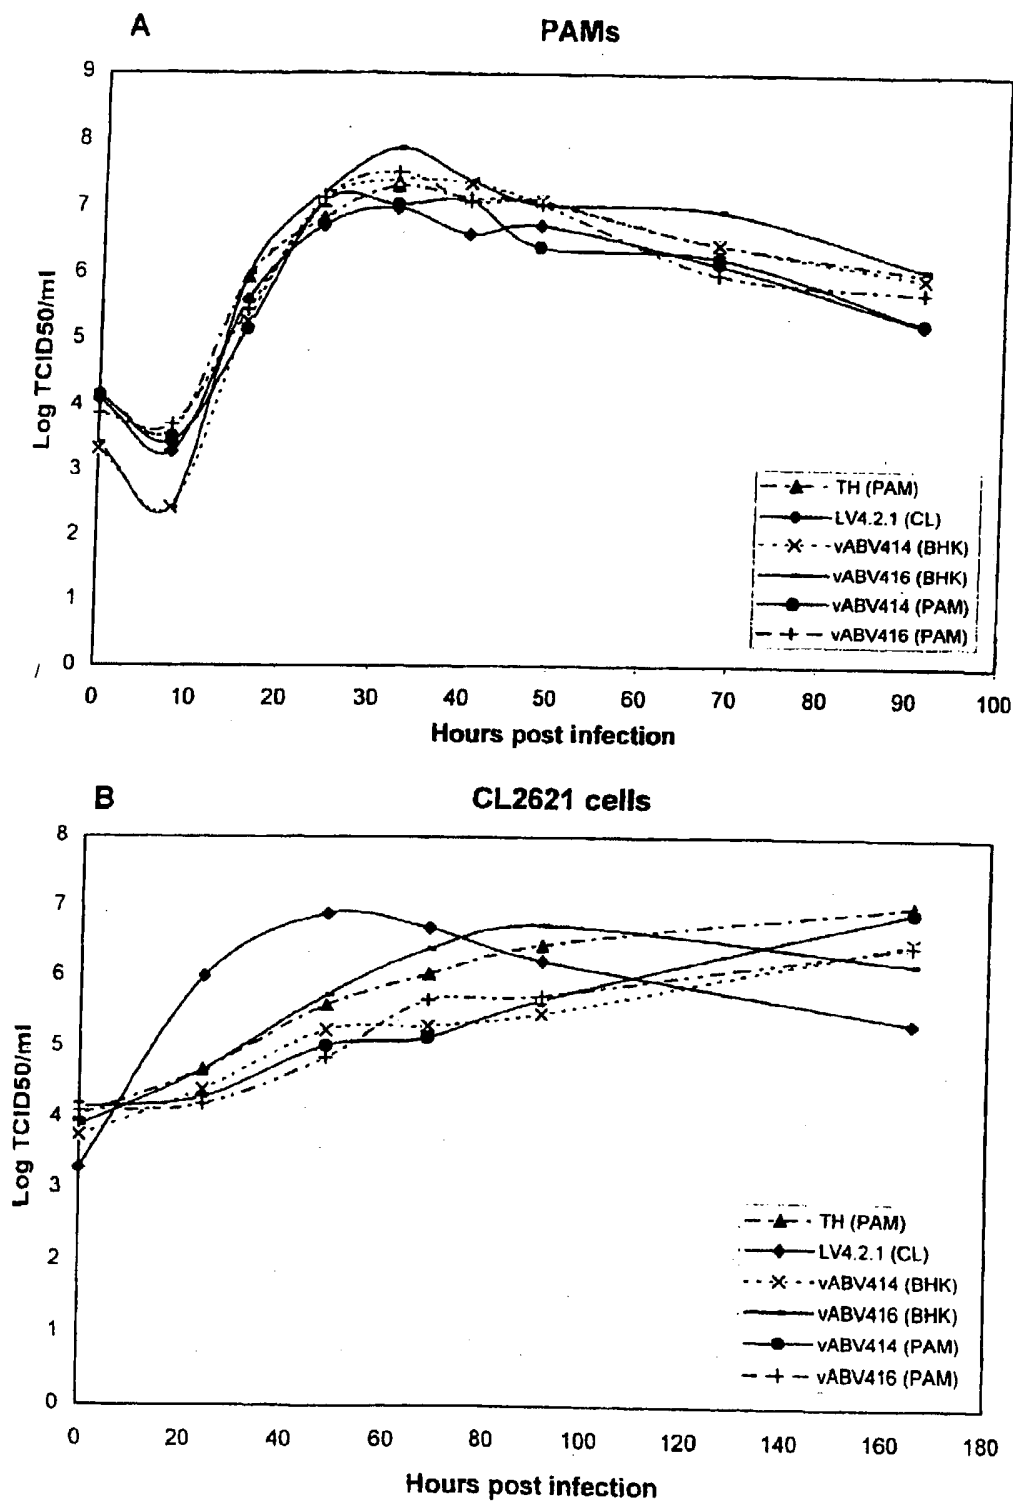 A
PAMs
9
8
7
6
5
4
3
2
1
0
Log TCID50/ml
TH (PAM)
LV4.2.1 (CL)
vABV414 (BHK)
vABV416 (BHK)
vABV414 (PAM)
vABV416 (PAM)
0 10 20 30 40 50 60 70 80 90 100
Hours post infection
B
CL2621 cells
8
7
6
5
4
3
2
1
0
Log TCID50/ml
TH (PAM)
LV4.2.1 (CL)
vABV414 (BHK)
vABV416 (BHK)
vABV414 (PAM)
vABV416 (PAM)
0 20 40 60 80 100 120 140 160 180
Hours post infection